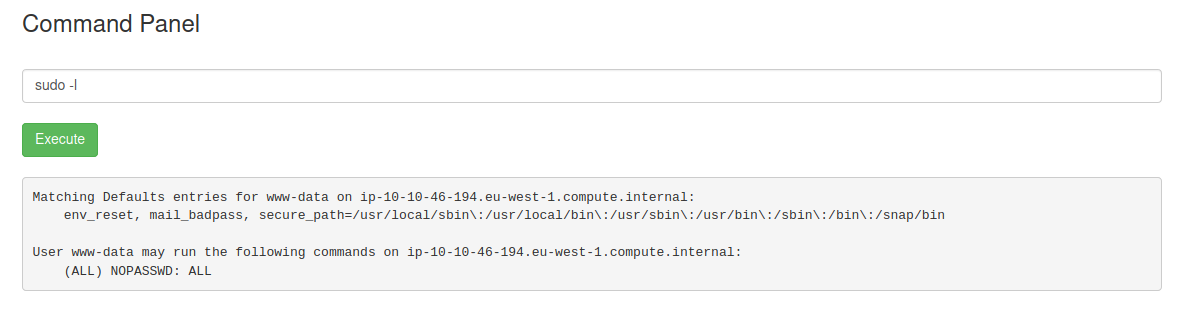 Command Panel
sudo -l
Execute
Matching Defaults entries for www-data on ip-10-10-46-194.eu-west-1.compute.internal:
    env_reset, mail_badpass, secure_path=/usr/local/sbin\:/usr/local/bin\:/usr/sbin\:/usr/bin\:/sbin\:/bin\:/snap/bin
User www-data may run the following commands on ip-10-10-46-194.eu-west-1.compute.internal:
    (ALL) NOPASSWD: ALL